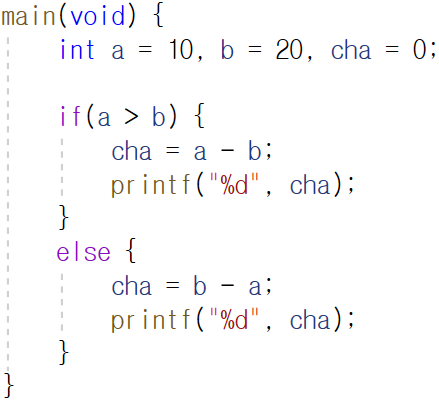 main(void) {
    int a = 10, b = 20, cha = 0;

    if(a > b) {
        cha = a - b;
        printf("%d", cha);
    }
    else {
        cha = b - a;
        printf("%d", cha);
    }
}